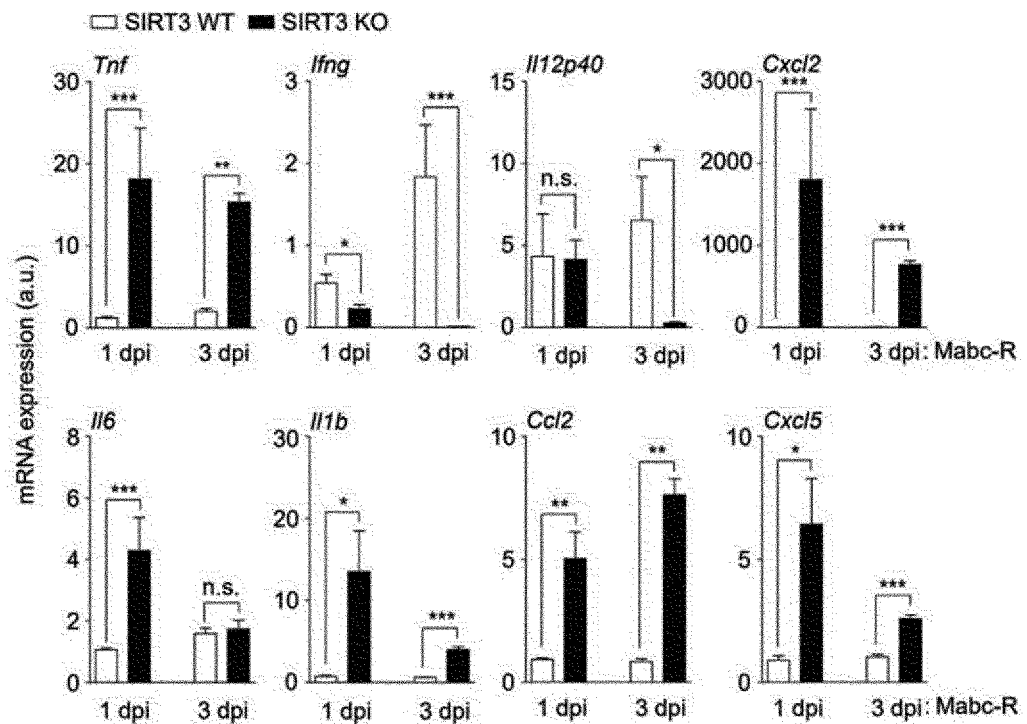 SIRT3 WT SIRT3 KO
Tnf Ifng Il12p40 Cxcl2
30 3 15 3000
*** *** ***
20 ** 2 10 * 2000
n.s.
10 1 * 5 1000 ***
0 0 0 0
1 dpi 3 dpi 1 dpi 3 dpi 1 dpi 3 dpi 1 dpi 3 dpi: Mabc-R
mRNA expression (a.u.)
Il6 Il1b Ccl2 Cxcl5
8 30 10 10
*** * ** ** *
6 20
4 n.s. 5 5
10 *** ***
2
0 0 0 0
1 dpi 3 dpi 1 dpi 3 dpi 1 dpi 3 dpi 1 dpi 3 dpi: Mabc-R